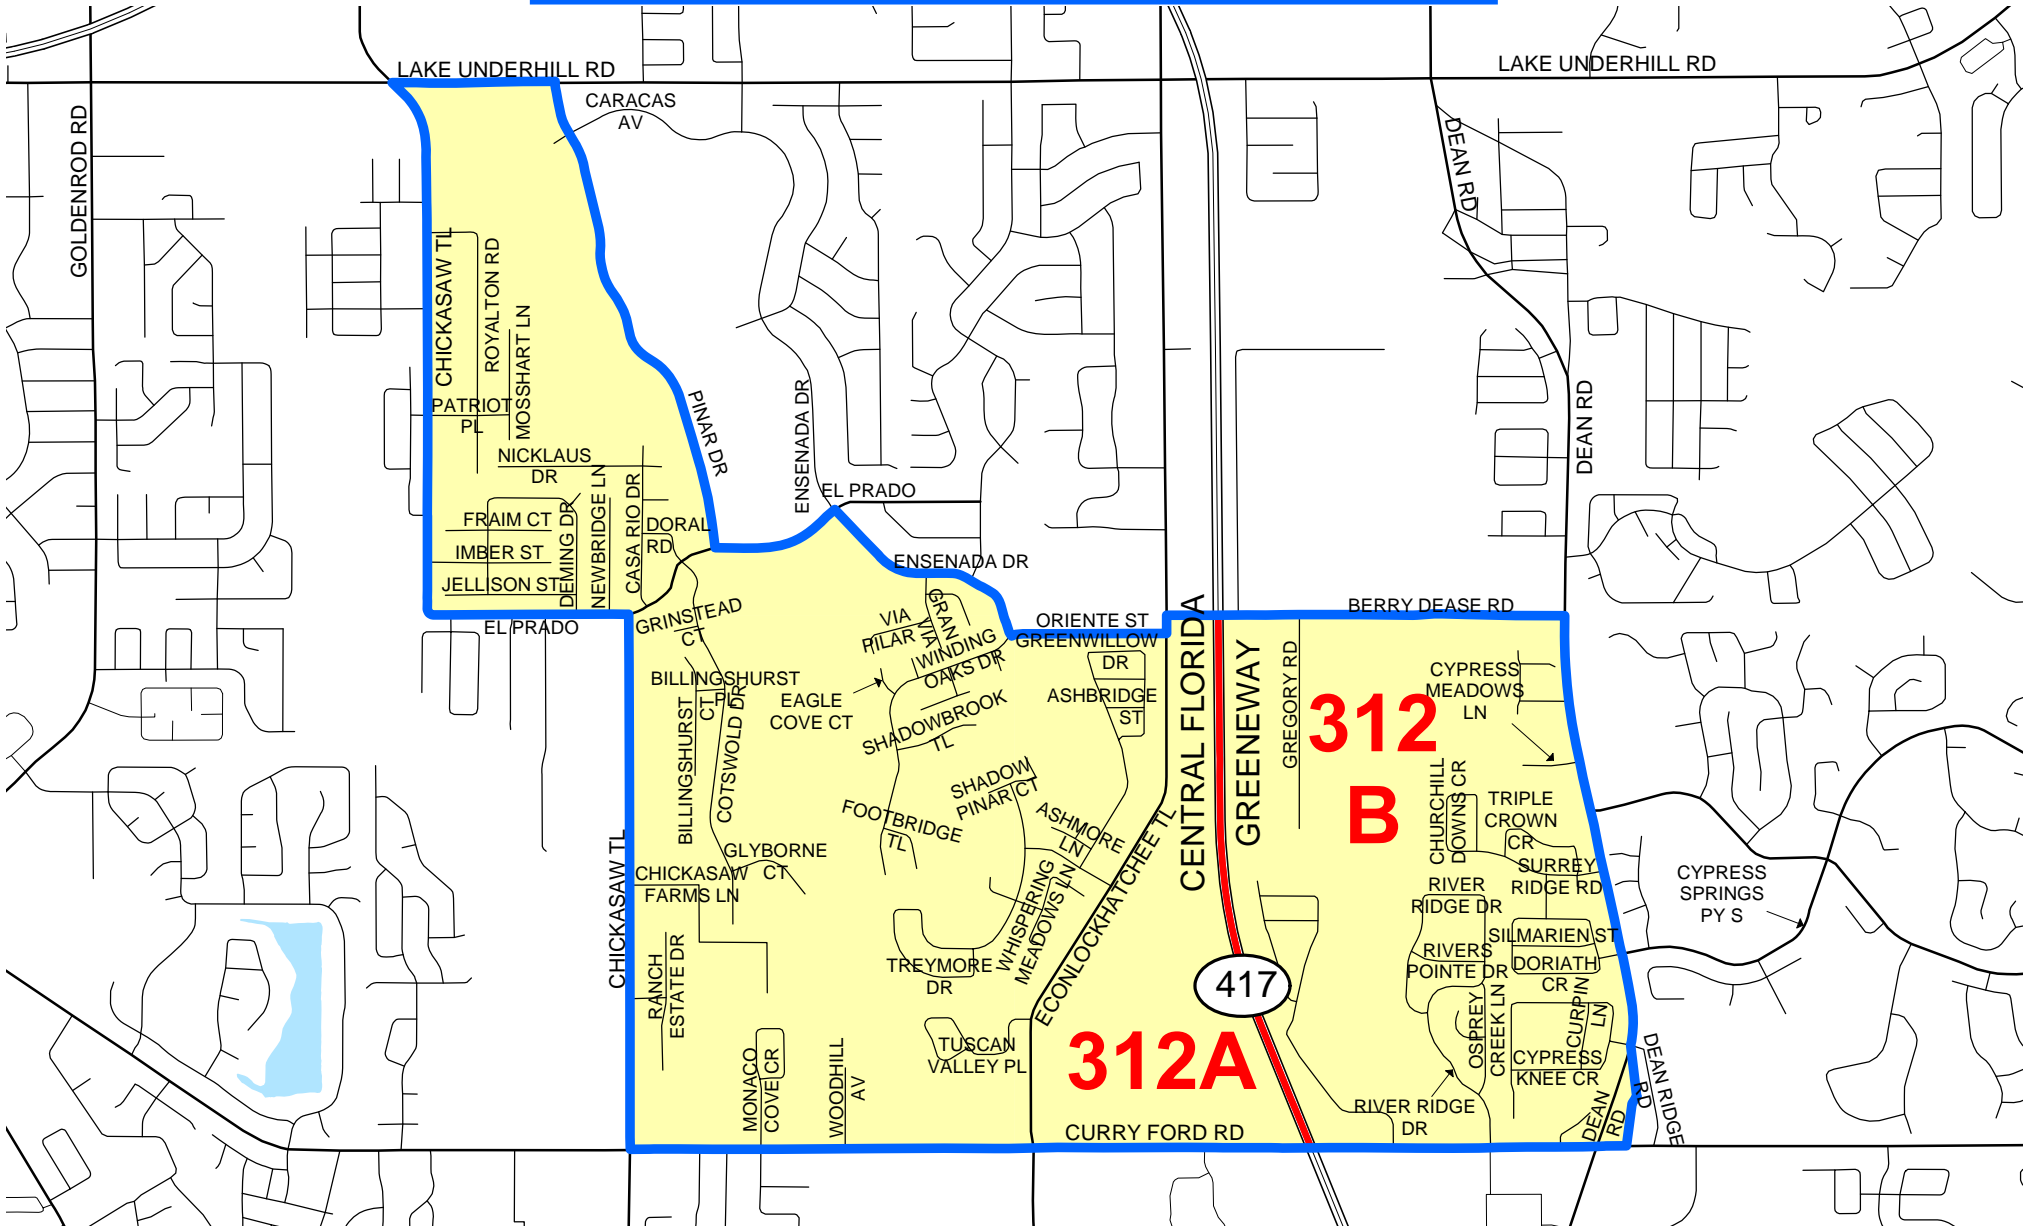 LAKE UNDERHILL RD
LAKE UNDERHILL RD
CARACAS
AV
GOLDENROD RD
DEAN RD
CHICKASAW TL
ROYALTON RD
MOSSHART LN
PATRIOT
PL
PINAR DR
ENSENADA DR
DEAN RD
NICKLAUS
DR
EL PRADO
FRAIM CT
DEMING DR
NEWBRIDGE LN
CASA RIO DR
DORAL
RD
IMBER ST
JELLISON ST
ENSENADA DR
EL PRADO
GRINSTEAD
CT
VIA
PILAR
GRAN
VIA
WINDING
OAKS DR
ORIENTE ST
GREENWILLOW
DR
BERRY DEASE RD
BILLINGSHURST
PL
BILLINGSHURST
CT
COTSWOLD DR
EAGLE
COVE CT
SHADOWBROOK
TL
ASHBRIDGE
ST
CENTRAL FLORIDA
GREENEWAY
GREGORY RD
312
B
CYPRESS
MEADOWS
LN
SHADOW
PINAR CT
FOOTBRIDGE
TL
ASHMORE
LN
CHURCHILL
DOWNS CR
TRIPLE
CROWN
CR
SURREY
RIDGE RD
GLYBORNE
CT
CHICKASAW
FARMS LN
CHICKASAW TL
WHISPERING
MEADOWS LN
ECONLOCKHATCHEE TL
RIVER
RIDGE DR
CYPRESS
SPRINGS
PY S
SILMARIEN ST
RIVERS
POINTE DR
DORIATH
CR
RANCH
ESTATE DR
TREYMORE
DR
417
OSPREY
CREEK LN
CURUPIN
LN
TUSCAN
VALLEY PL
312A
CYPRESS
KNEE CR
MONACO
COVE CR
WOODHILL
AV
RIVER RIDGE
DR
DEAN
RD
DEAN RIDGE
RD
CURRY FORD RD